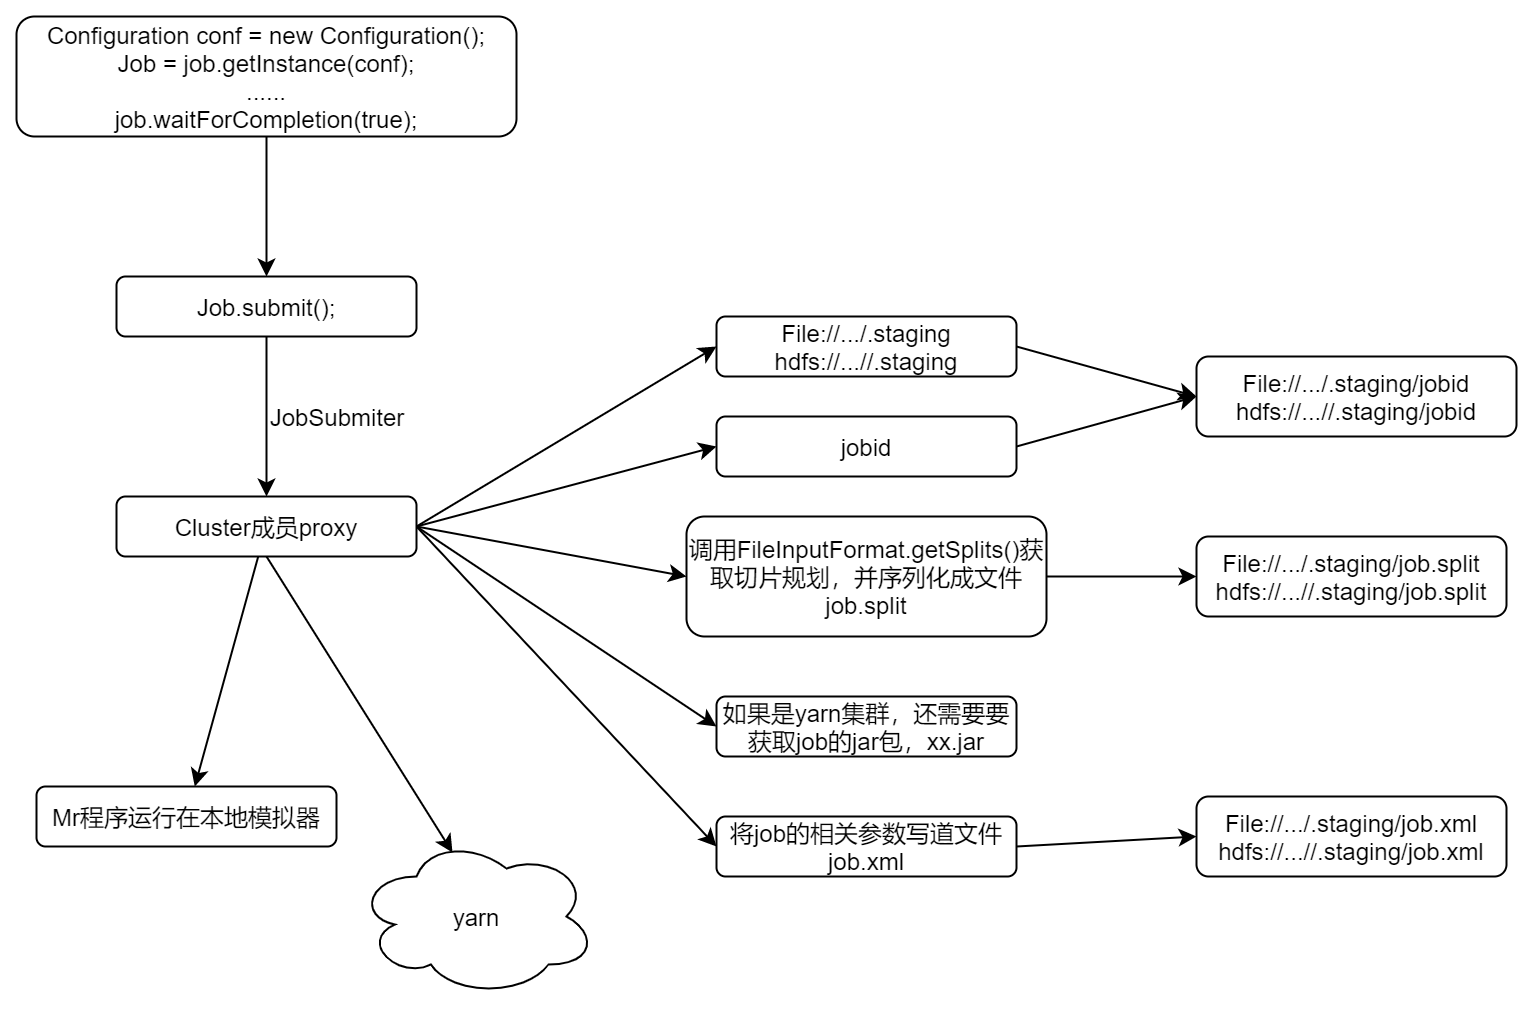 Configuration conf = new Configuration();
Job = job.getInstance(conf);
......
job.waitForCompletion(true);
Job.submit();
JobSubmiter
Cluster成员proxy
File://.../.staging
hdfs://...//.staging
jobid
File://.../.staging/jobid
hdfs://...//.staging/jobid
调用FileInputFormat.getSplits()获
取切片规划，并序列化成文件
job.split
File://.../.staging/job.split
hdfs://...//.staging/job.split
如果是yarn集群，还需要要
获取job的jar包，xx.jar
将job的相关参数写道文件
job.xml
File://.../.staging/job.xml
hdfs://...//.staging/job.xml
Mr程序运行在本地模拟器
yarn